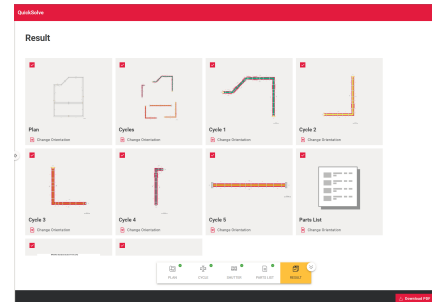 QuickSolve
Result
Plan
Change Orientation
Cycles
Change Orientation
Cycle 1
Change Orientation
Cycle 2
Change Orientation
Cycle 3
Change Orientation
Cycle 4
Change Orientation
Cycle 5
Change Orientation
Parts List
Change Orientation
PLAN
CYCLE
SHUTTER
PARTS LIST
RESULT
Download PDF